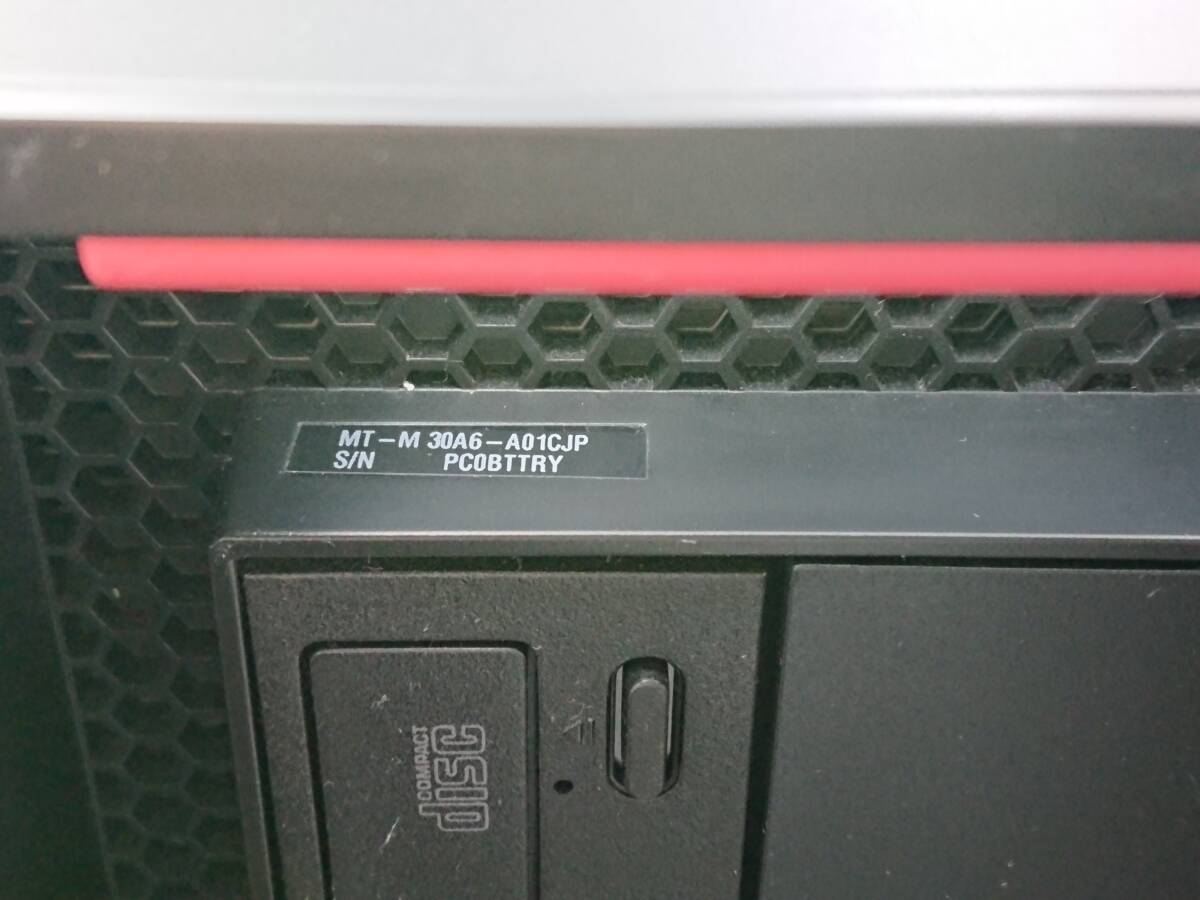 MT-M 30A6-A01CJP
S/N PC0BTTRY
COMPACT
disc